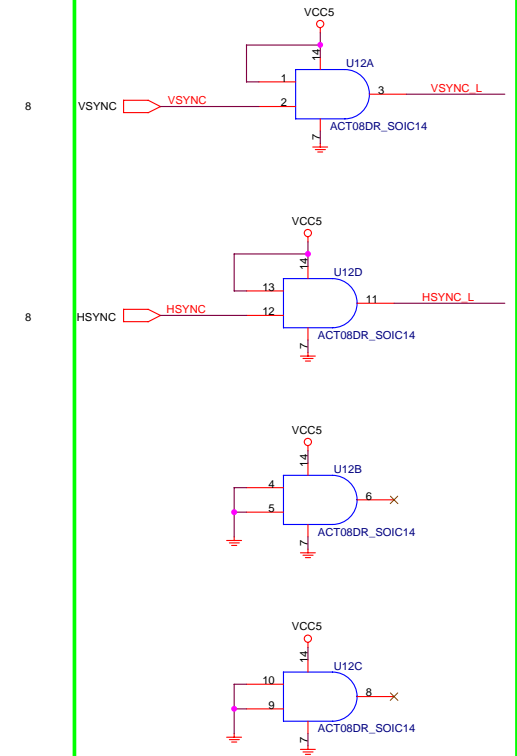 VCC5
14
U12A
1
3
VSYNC_L
8
VSYNC
VSYNC
2
ACT08DR_SOIC14
7
VCC5
14
U12D
13
11
HSYNC_L
8
HSYNC
HSYNC
12
ACT08DR_SOIC14
7
VCC5
14
U12B
4
6
5
ACT08DR_SOIC14
7
VCC5
14
U12C
10
8
9
ACT08DR_SOIC14
7